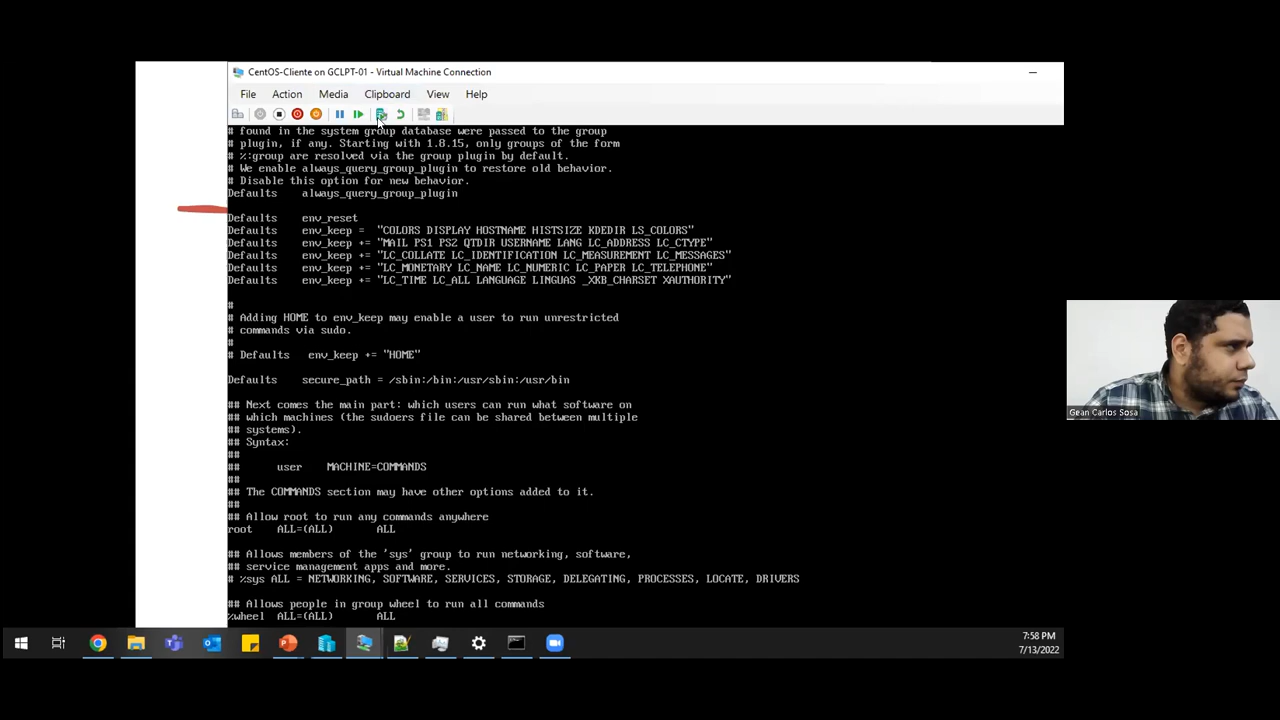 CentOS-Cliente on GCLPT-01 - Virtual Machine Connection
File Action Media Clipboard View Help
# found in the system group database were passed to the group
# plugin, if any. Starting with 1.8.15, only groups of the form
# %:group are resolved via the group plugin by default.
# We enable always_query_group_plugin to restore old behavior.
# Disable this option for new behavior.
Defaults    always_query_group_plugin
Defaults    env_reset
Defaults    env_keep =  "COLORS DISPLAY HOSTNAME HISTSIZE KDEDIR LS_COLORS"
Defaults    env_keep += "MAIL PS1 PS2 QTDIR USERNAME LANG LC_ADDRESS LC_CTYPE"
Defaults    env_keep += "LC_COLLATE LC_IDENTIFICATION LC_MEASUREMENT LC_MESSAGES"
Defaults    env_keep += "LC_MONETARY LC_NAME LC_NUMERIC LC_PAPER LC_TELEPHONE"
Defaults    env_keep += "LC_TIME LC_ALL LANGUAGE LINGUAS _XKB_CHARSET XAUTHORITY"
#
# Adding HOME to env_keep may enable a user to run unrestricted
# commands via sudo.
#
# Defaults   env_keep += "HOME"
Defaults    secure_path = /sbin:/bin:/usr/sbin:/usr/bin
## Next comes the main part: which users can run what software on
## which machines (the sudoers file can be shared between multiple
## systems).
## Syntax:
##
##      user    MACHINE=COMMANDS
##
## The COMMANDS section may have other options added to it.
##
## Allow root to run any commands anywhere
root    ALL=(ALL)       ALL
## Allows members of the 'sys' group to run networking, software,
## service management apps and more.
# %sys ALL = NETWORKING, SOFTWARE, SERVICES, STORAGE, DELEGATING, PROCESSES, LOCATE, DRIVERS
## Allows people in group wheel to run all commands
%wheel  ALL=(ALL)       ALL
Gean Carlos Sosa
7:58 PM
7/13/2022